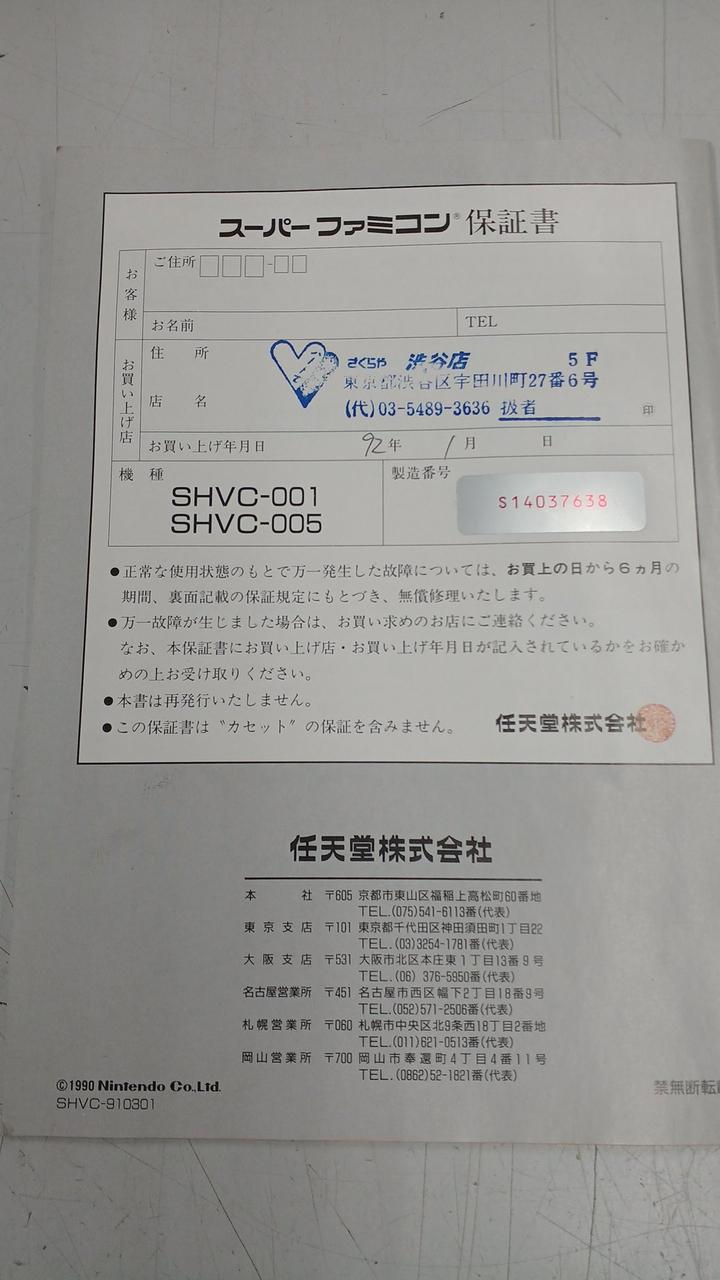 スーパーファミコン®保証書
お客様
ご住所 □□□-□□
お名前
TEL
お買い上げ店
住 所
店 名
さくらや 渋谷店 5F
東京都渋谷区宇田川町27番6号
(代)03-5489-3636 扱者
印
お買い上げ年月日 92年 1月 日
機 種
SHVC-001
SHVC-005
製造番号
S14037638
●正常な使用状態のもとで万一発生した故障については、お買上の日から6ヵ月の
期間、裏面記載の保証規定にもとづき、無償修理いたします。
●万一故障が生じました場合は、お買い求めのお店にご連絡ください。
なお、本保証書にお買い上げ店・お買い上げ年月日が記入されているかをお確か
めの上お受け取りください。
●本書は再発行いたしません。
●この保証書は〝カセット〟の保証を含みません。
任天堂株式会社
任天堂株式会社
本 社 〒605 京都市東山区福稲上高松町60番地
TEL.(075)541-6113番(代表)
東京支店 〒101 東京都千代田区神田須田町1丁目22
TEL.(03)3254-1781番(代表)
大阪支店 〒531 大阪市北区本庄東1丁目13番9号
TEL.(06) 376-5950番(代表)
名古屋営業所 〒451 名古屋市西区幅下2丁目18番9号
TEL.(052)571-2506番(代表)
札幌営業所 〒060 札幌市中央区北9条西18丁目2番地
TEL.(011)621-0513番(代表)
岡山営業所 〒700 岡山市奉還町4丁目4番11号
TEL.(0862)52-1821番(代表)
©1990 Nintendo Co.,Ltd.
SHVC-910301
禁無断転